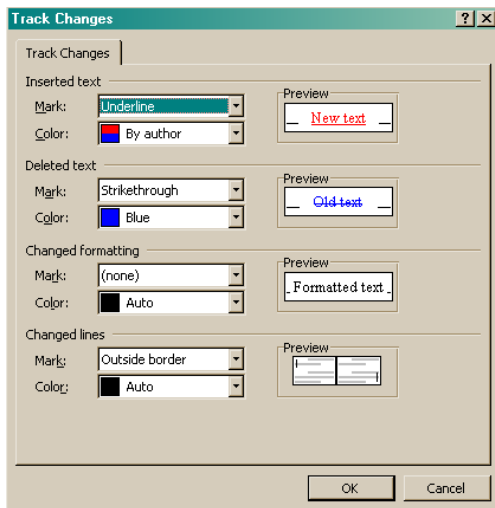 Track Changes ? ×
Track Changes
Inserted text
Preview
Mark: Underline
New text
Color: By author
Deleted text
Preview
Mark: Strikethrough
Old text
Color: Blue
Changed formatting
Preview
Mark: (none)
Formatted text
Color: Auto
Changed lines
Preview
Mark: Outside border
Color: Auto
OK Cancel